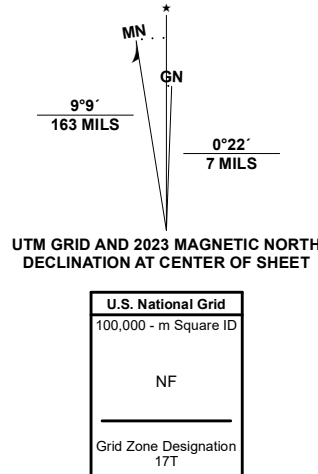 ★
MN
GN
9°9´
163 MILS
0°22´
7 MILS
UTM GRID AND 2023 MAGNETIC NORTH
DECLINATION AT CENTER OF SHEET
U.S. National Grid
100,000 - m Square ID
NF
Grid Zone Designation
17T